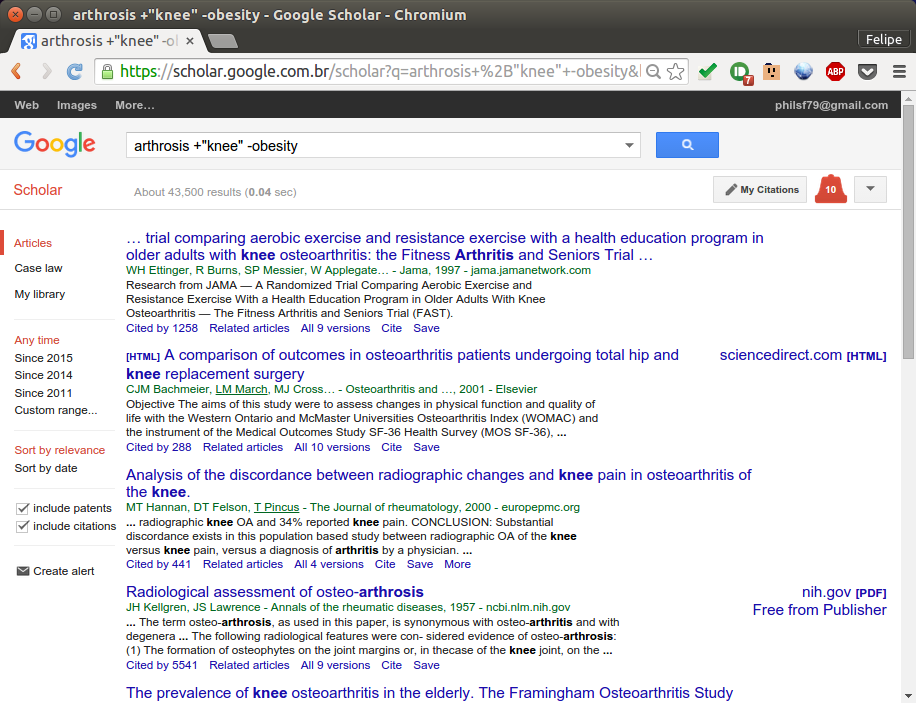 arthrosis +"knee" -obesity - Google Scholar - Chromium
arthrosis +"knee" -ob
Felipe
https://scholar.google.com.br/scholar?q=arthrosis+%2B"knee"+-obesity&
7
ABP
Web Images More… philsf79@gmail.com
Google
arthrosis +"knee" -obesity
Scholar
About 43,500 results (0.04 sec)
My Citations
10
Articles
Case law
My library
Any time
Since 2015
Since 2014
Since 2011
Custom range...
Sort by relevance
Sort by date
include patents
include citations
Create alert
… trial comparing aerobic exercise and resistance exercise with a health education program in
older adults with knee osteoarthritis: the Fitness Arthritis and Seniors Trial …
WH Ettinger, R Burns, SP Messier, W Applegate… - Jama, 1997 - jama.jamanetwork.com
Research from JAMA — A Randomized Trial Comparing Aerobic Exercise and
Resistance Exercise With a Health Education Program in Older Adults With Knee
Osteoarthritis — The Fitness Arthritis and Seniors Trial (FAST).
Cited by 1258 Related articles All 9 versions Cite Save
[HTML] A comparison of outcomes in osteoarthritis patients undergoing total hip and
knee replacement surgery
sciencedirect.com [HTML]
CJM Bachmeier, LM March, MJ Cross… - Osteoarthritis and …, 2001 - Elsevier
Objective The aims of this study were to assess changes in physical function and quality of
life with the Western Ontario and McMaster Universities Osteoarthritis Index (WOMAC) and
the instrument of the Medical Outcomes Study SF-36 Health Survey (MOS SF-36), ...
Cited by 288 Related articles All 10 versions Cite Save
Analysis of the discordance between radiographic changes and knee pain in osteoarthritis of
the knee.
MT Hannan, DT Felson, T Pincus - The Journal of rheumatology, 2000 - europepmc.org
... radiographic knee OA and 34% reported knee pain. CONCLUSION: Substantial
discordance exists in this population based study between radiographic OA of the knee
versus knee pain, versus a diagnosis of arthritis by a physician. ...
Cited by 441 Related articles All 4 versions Cite Save More
Radiological assessment of osteo-arthrosis
nih.gov [PDF]
Free from Publisher
JH Kellgren, JS Lawrence - Annals of the rheumatic diseases, 1957 - ncbi.nlm.nih.gov
... The term osteo-arthrosis, as used in this paper, is synonymous with osteo-arthritis and with
degenera ... The following radiological features were con- sidered evidence of osteo-arthrosis:
(1) The formation of osteophytes on the joint margins or, in thecase of the knee joint, on the ...
Cited by 5541 Related articles All 9 versions Cite Save
The prevalence of knee osteoarthritis in the elderly. The Framingham Osteoarthritis Study